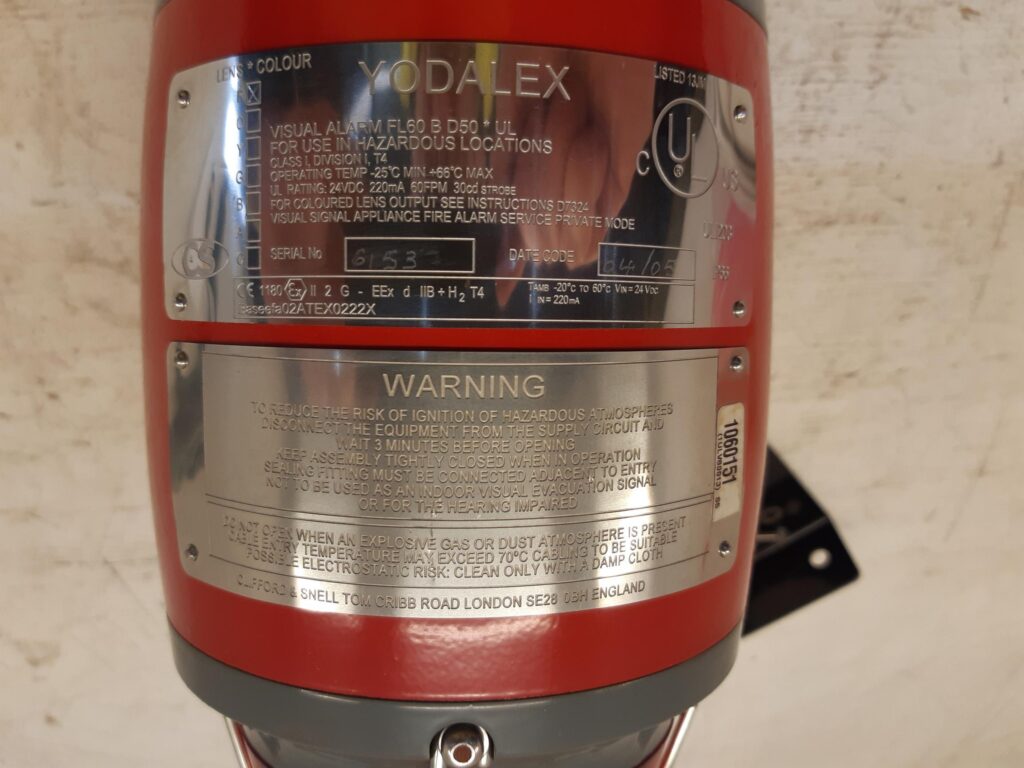 LENS * COLOUR
YODALEX
X
VISUAL ALARM FL60 B D50 * UL
FOR USE IN HAZARDOUS LOCATIONS
CLASS I, DIVISION I, T4
OPERATING TEMP -25°C MIN +66°C MAX
UL RATING: 24VDC 220mA 60FPM 30cd STROBE
FOR COLOURED LENS OUTPUT SEE INSTRUCTIONS D7324
VISUAL SIGNAL APPLIANCE FIRE ALARM SERVICE PRIVATE MODE
Y
G
B
LISTED
C UL ® US
CS
SERIAL No
DATE CODE 04/05
CE 1180 Ex II 2 G - EEx d IIB+H2 T4
TAMB -20°C TO 60°C VIN = 24VDC
I IN = 220mA
Baseefa02ATEX0222X
WARNING
TO REDUCE THE RISK OF IGNITION OF HAZARDOUS ATMOSPHERES
DISCONNECT THE EQUIPMENT FROM THE SUPPLY CIRCUIT AND
WAIT 3 MINUTES BEFORE OPENING
KEEP ASSEMBLY TIGHTLY CLOSED WHEN IN OPERATION
SEALING FITTING MUST BE CONNECTED ADJACENT TO ENTRY
NOT TO BE USED AS AN INDOOR VISUAL EVACUATION SIGNAL
OR FOR THE HEARING IMPAIRED
DO NOT OPEN WHEN AN EXPLOSIVE GAS OR DUST ATMOSPHERE IS PRESENT
CABLE ENTRY TEMPERATURE MAY EXCEED 70°C CABLING TO BE SUITABLE
POSSIBLE ELECTROSTATIC RISK: CLEAN ONLY WITH A DAMP CLOTH
CLIFFORD & SNELL TOM CRIBB ROAD LONDON SE28 0BH ENGLAND
1060151